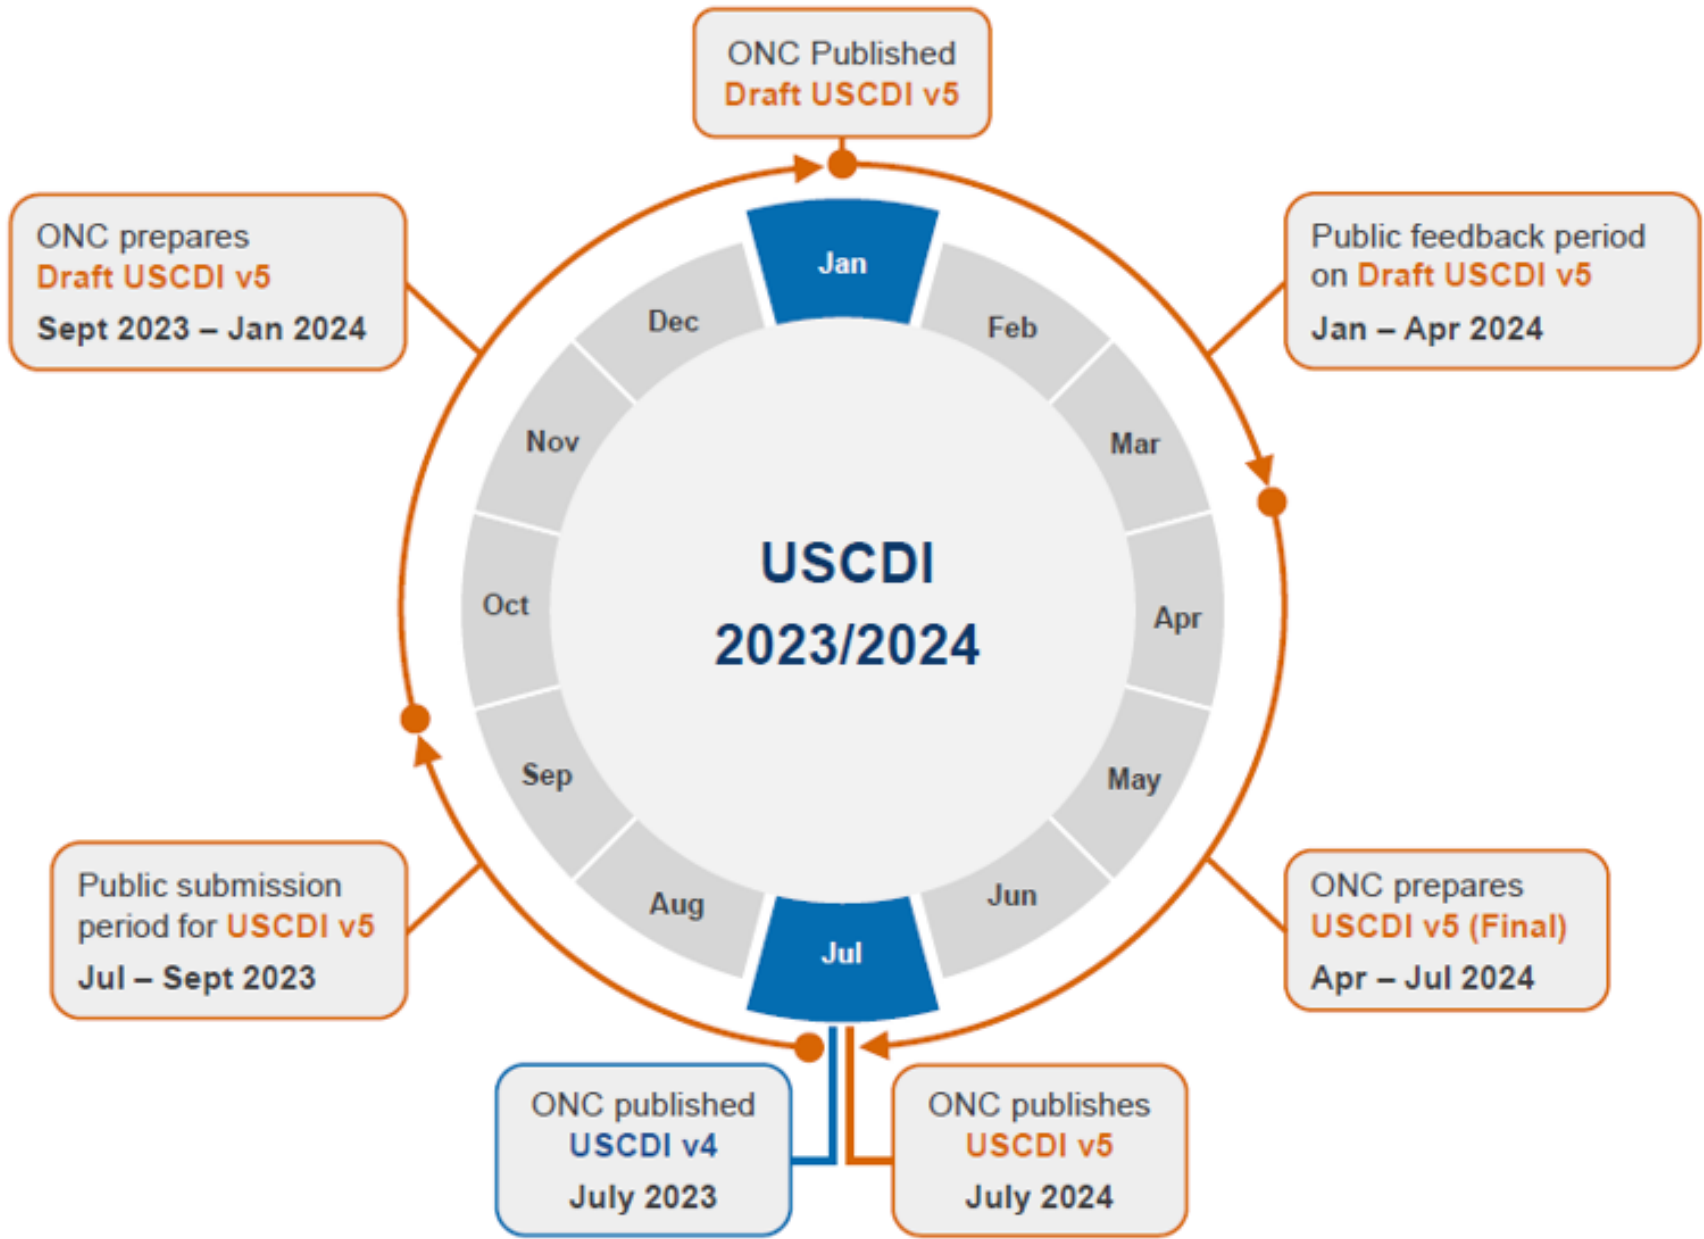 ONC Published
Draft USCDI v5
ONC prepares
Draft USCDI v5
Sept 2023 – Jan 2024
Public feedback period
on Draft USCDI v5
Jan – Apr 2024
Jan
Feb
Mar
Apr
May
Jun
Jul
Aug
Sep
Oct
Nov
Dec
USCDI
2023/2024
Public submission
period for USCDI v5
Jul – Sept 2023
ONC prepares
USCDI v5 (Final)
Apr – Jul 2024
ONC published
USCDI v4
July 2023
ONC publishes
USCDI v5
July 2024